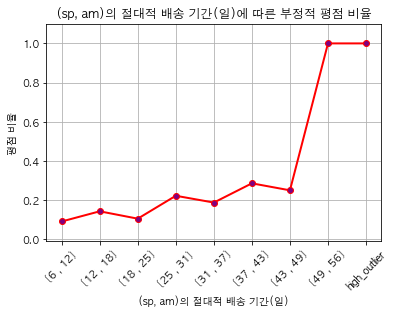 (sp, am)의 절대적 배송 기간(일)에 따른 부정적 평점 비율
평점 비율
1.0
0.8
0.6
0.4
0.2
0.0
(6 , 12)
(12 , 18)
(18 , 25)
(25 , 31)
(31 , 37)
(37 , 43)
(43 , 49)
(49 , 56)
high_outlier
(sp, am)의 절대적 배송 기간(일)